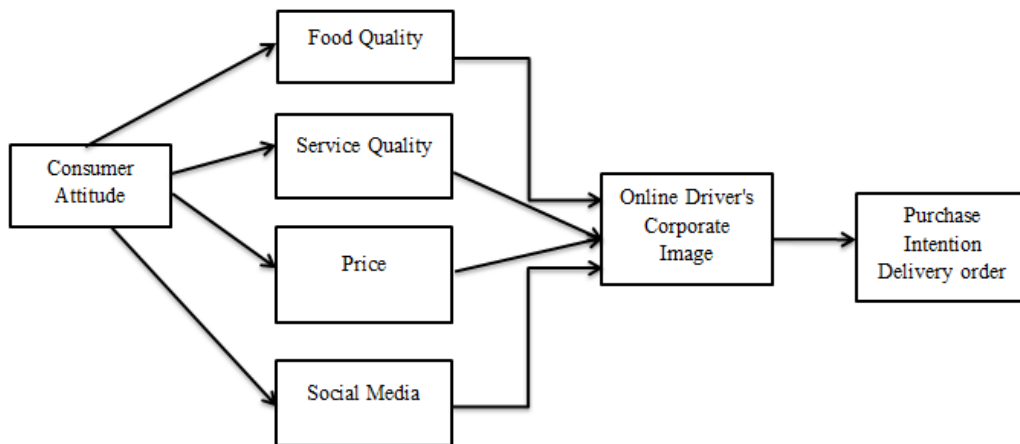 Food Quality
Service Quality
Consumer
Attitude
Price
Social Media
Online Driver's
Corporate
Image
Purchase
Intention
Delivery order